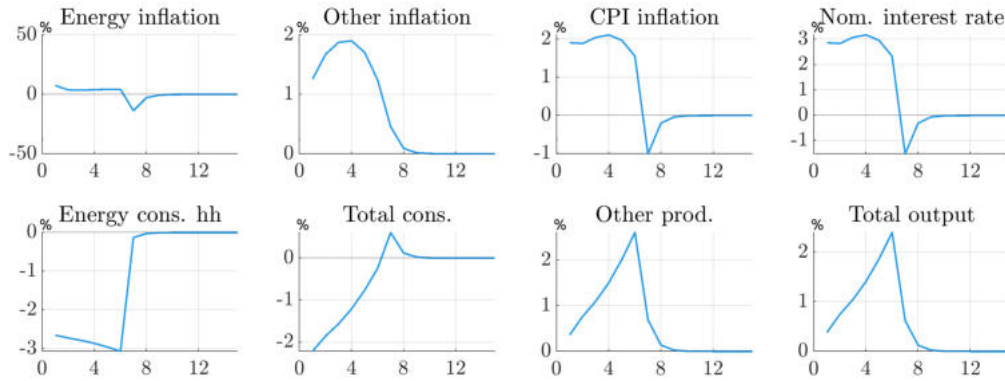 Energy inflation
Other inflation
CPI inflation
Nom. interest rate
%
50
0
-50
0 4 8 12
%
2
1
0
0 4 8 12
%
2
1
0
-1
0 4 8 12
%
3
2
1
0
-1
0 4 8 12
Energy cons. hh
Total cons.
Other prod.
Total output
%
0
-1
-2
-3
0 4 8 12
%
0
-1
-2
0 4 8 12
%
2
1
0
0 4 8 12
%
2
1
0
0 4 8 12